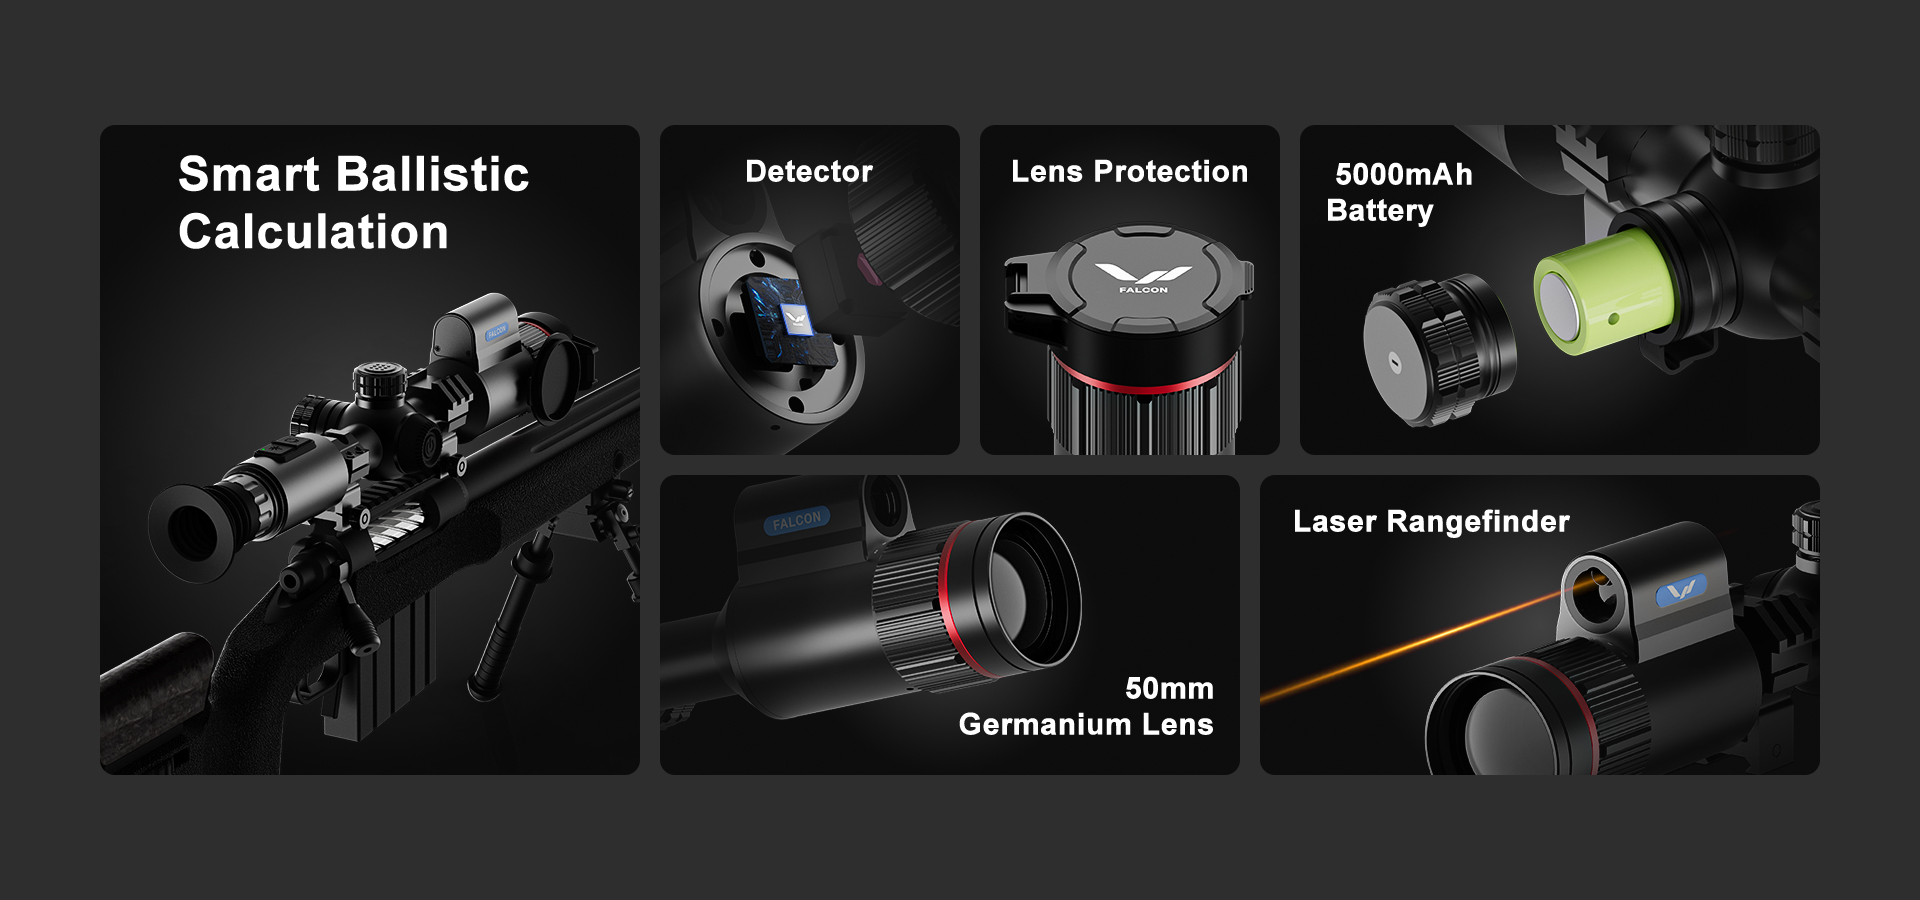 Smart Ballistic
Calculation
FALCON
Detector
Lens Protection
FALCON
5000mAh
Battery
FALCON
50mm
Germanium Lens
Laser Rangefinder